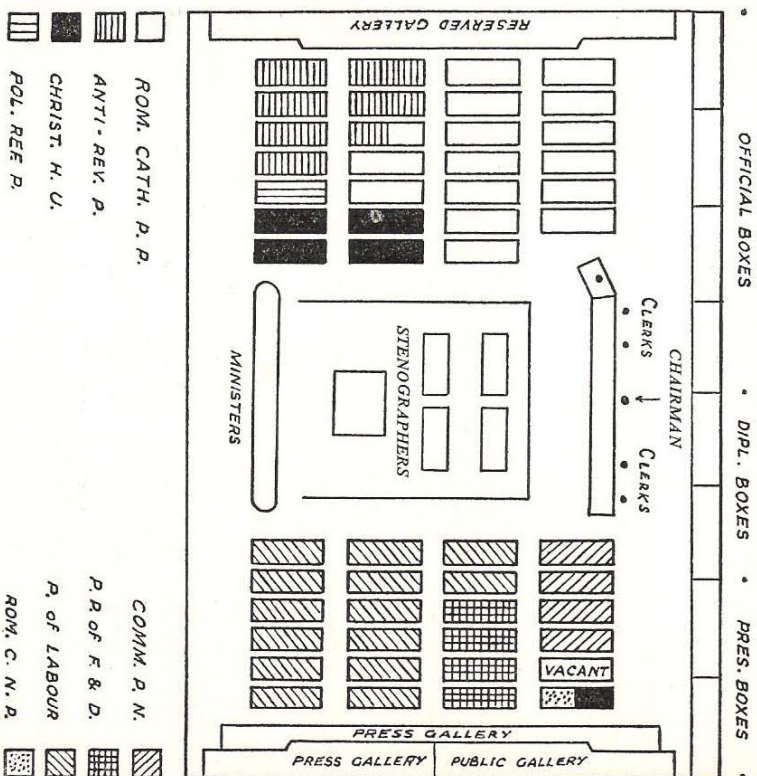 RESERVED GALLERY
OFFICIAL BOXES
DIPL. BOXES
PRES. BOXES
CLERKS
CHAIRMAN
CLERKS
STENOGRAPHERS
MINISTERS
VACANT
PRESS GALLERY
PRESS GALLERY
PUBLIC GALLERY
ROM. CATH. P. P.
ANTI-REV. P.
CHRIST. H. U.
POL. REF. P.
COMM. P. N.
P. P. of F. & D.
P. of LABOUR
ROM. C. N. P.